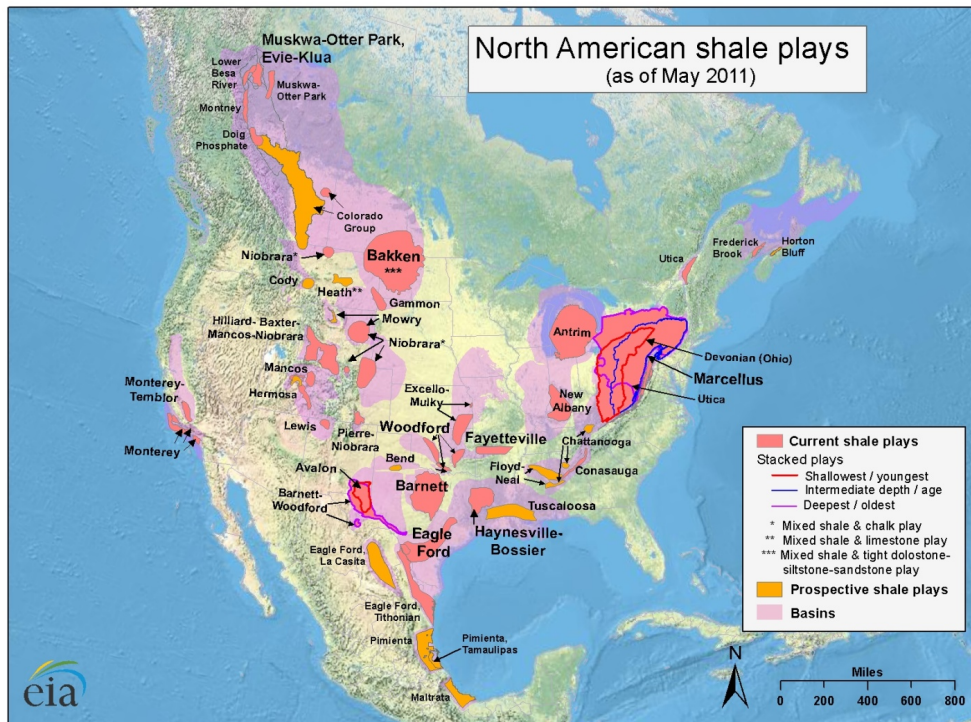 North American shale plays
(as of May 2011)
Muskwa-Otter Park,
Evie-Klua
Lower
Besa
River
Muskwa-
Otter Park
Montney
Doig
Phosphate
Colorado
Group
Niobrara*
Bakken
***
Cody
Heath**
Gammon
Mowry
Hilliard- Baxter-
Mancos-Niobrara
Niobrara*
Mancos
Hermosa
Excello-
Mulky
Monterey-
Temblor
Monterey
Lewis
Pierre-
Niobrara
Woodford
Bend
Fayetteville
Avalon
Barnett-
Woodford
Barnett
Floyd-
Neal
Chattanooga
Conasauga
Tuscaloosa
Haynesville-
Bossier
Eagle
Ford
Eagle Ford,
La Casita
Eagle Ford,
Tithonian
Pimienta
Pimienta,
Tamaulipas
Maltrata
Antrim
New
Albany
Devonian (Ohio)
Marcellus
Utica
Utica
Frederick
Brook
Horton
Bluff
Current shale plays
Stacked plays
Shallowest / youngest
Intermediate depth / age
Deepest / oldest
* Mixed shale & chalk play
** Mixed shale & limestone play
*** Mixed shale & tight dolostone-
siltstone-sandstone play
Prospective shale plays
Basins
N
Miles
0 200 400 600 800
eia